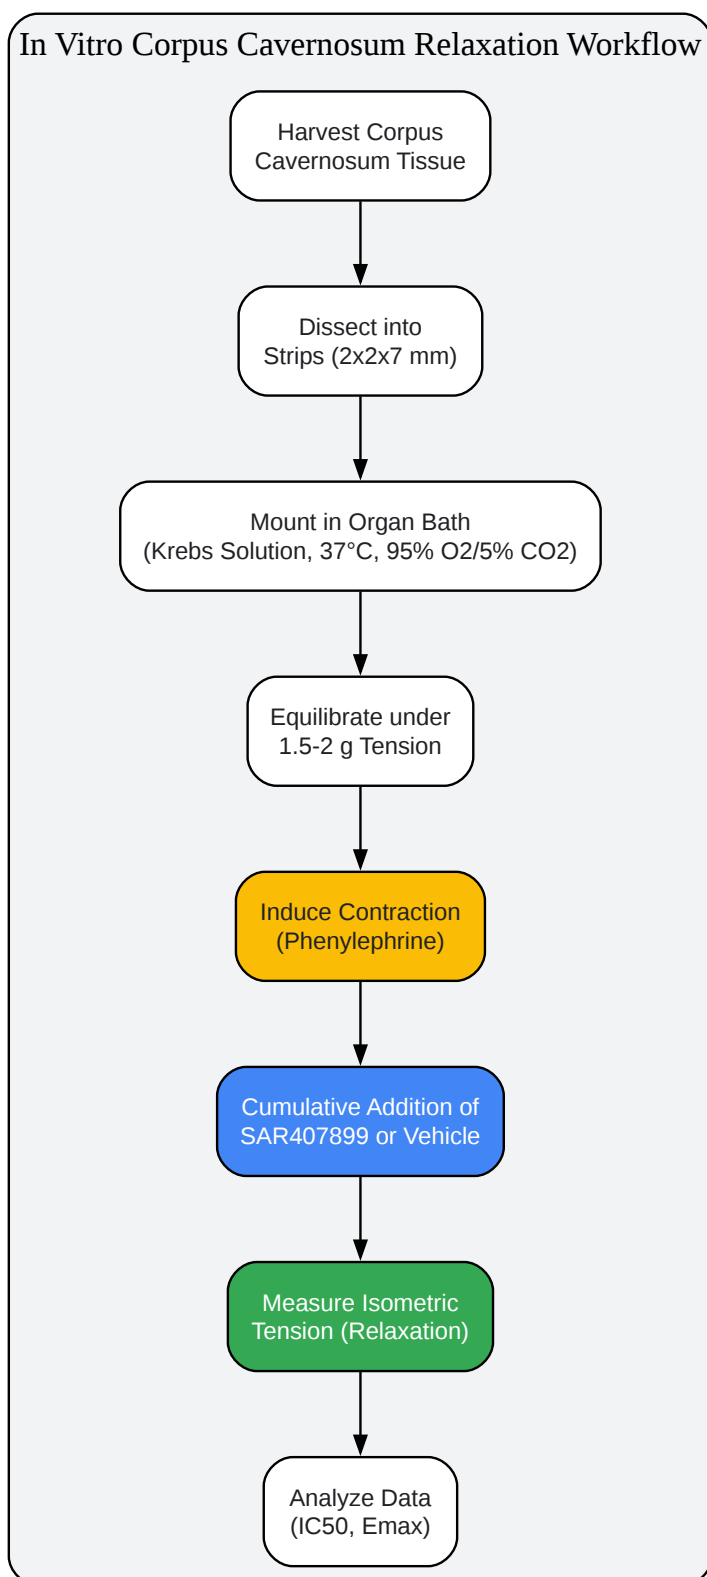 In Vitro Corpus Cavernosum Relaxation Workflow
Harvest Corpus
Cavernosum Tissue
Dissect into
Strips (2x2x7 mm)
Mount in Organ Bath
(Krebs Solution, 37°C, 95% O2/5% CO2)
Equilibrate under
1.5-2 g Tension
Induce Contraction
(Phenylephrine)
Cumulative Addition of
SAR407899 or Vehicle
Measure Isometric
Tension (Relaxation)
Analyze Data
(IC50, Emax)